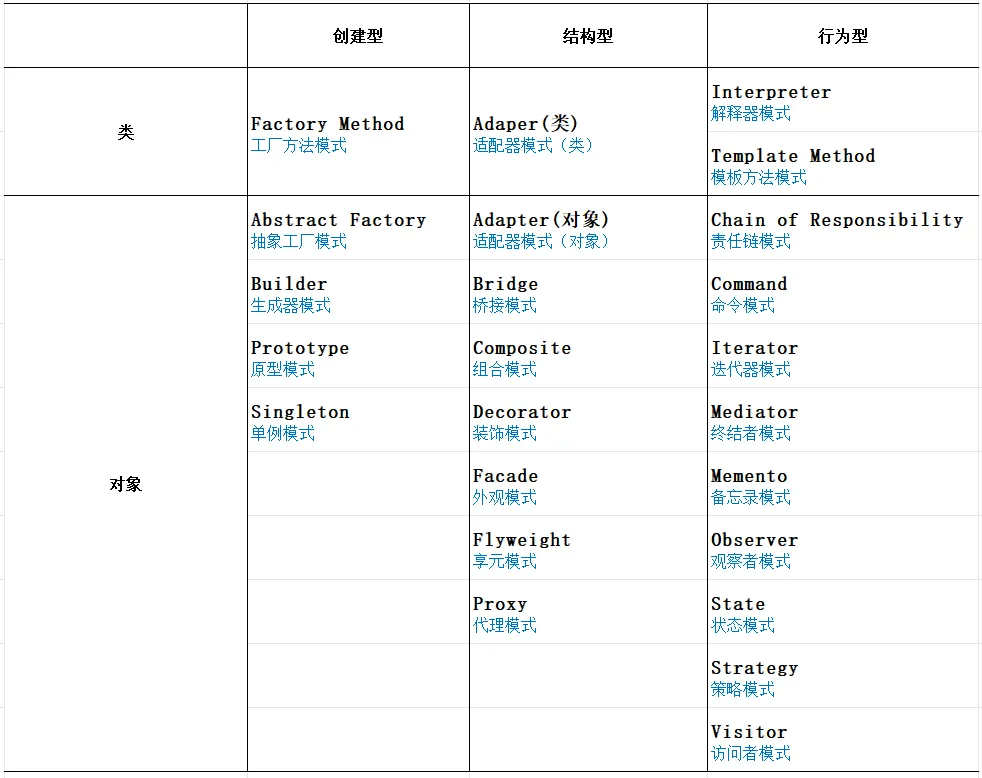 创建型
结构型
行为型
类
Factory Method
工厂方法模式
Adaper(类)
适配器模式（类）
Interpreter
解释器模式
Template Method
模板方法模式
对象
Abstract Factory
抽象工厂模式
Adapter(对象)
适配器模式（对象）
Chain of Responsibility
责任链模式
Builder
生成器模式
Bridge
桥接模式
Command
命令模式
Prototype
原型模式
Composite
组合模式
Iterator
迭代器模式
Singleton
单例模式
Decorator
装饰模式
Mediator
终结者模式
Facade
外观模式
Memento
备忘录模式
Flyweight
享元模式
Observer
观察者模式
Proxy
代理模式
State
状态模式
Strategy
策略模式
Visitor
访问者模式